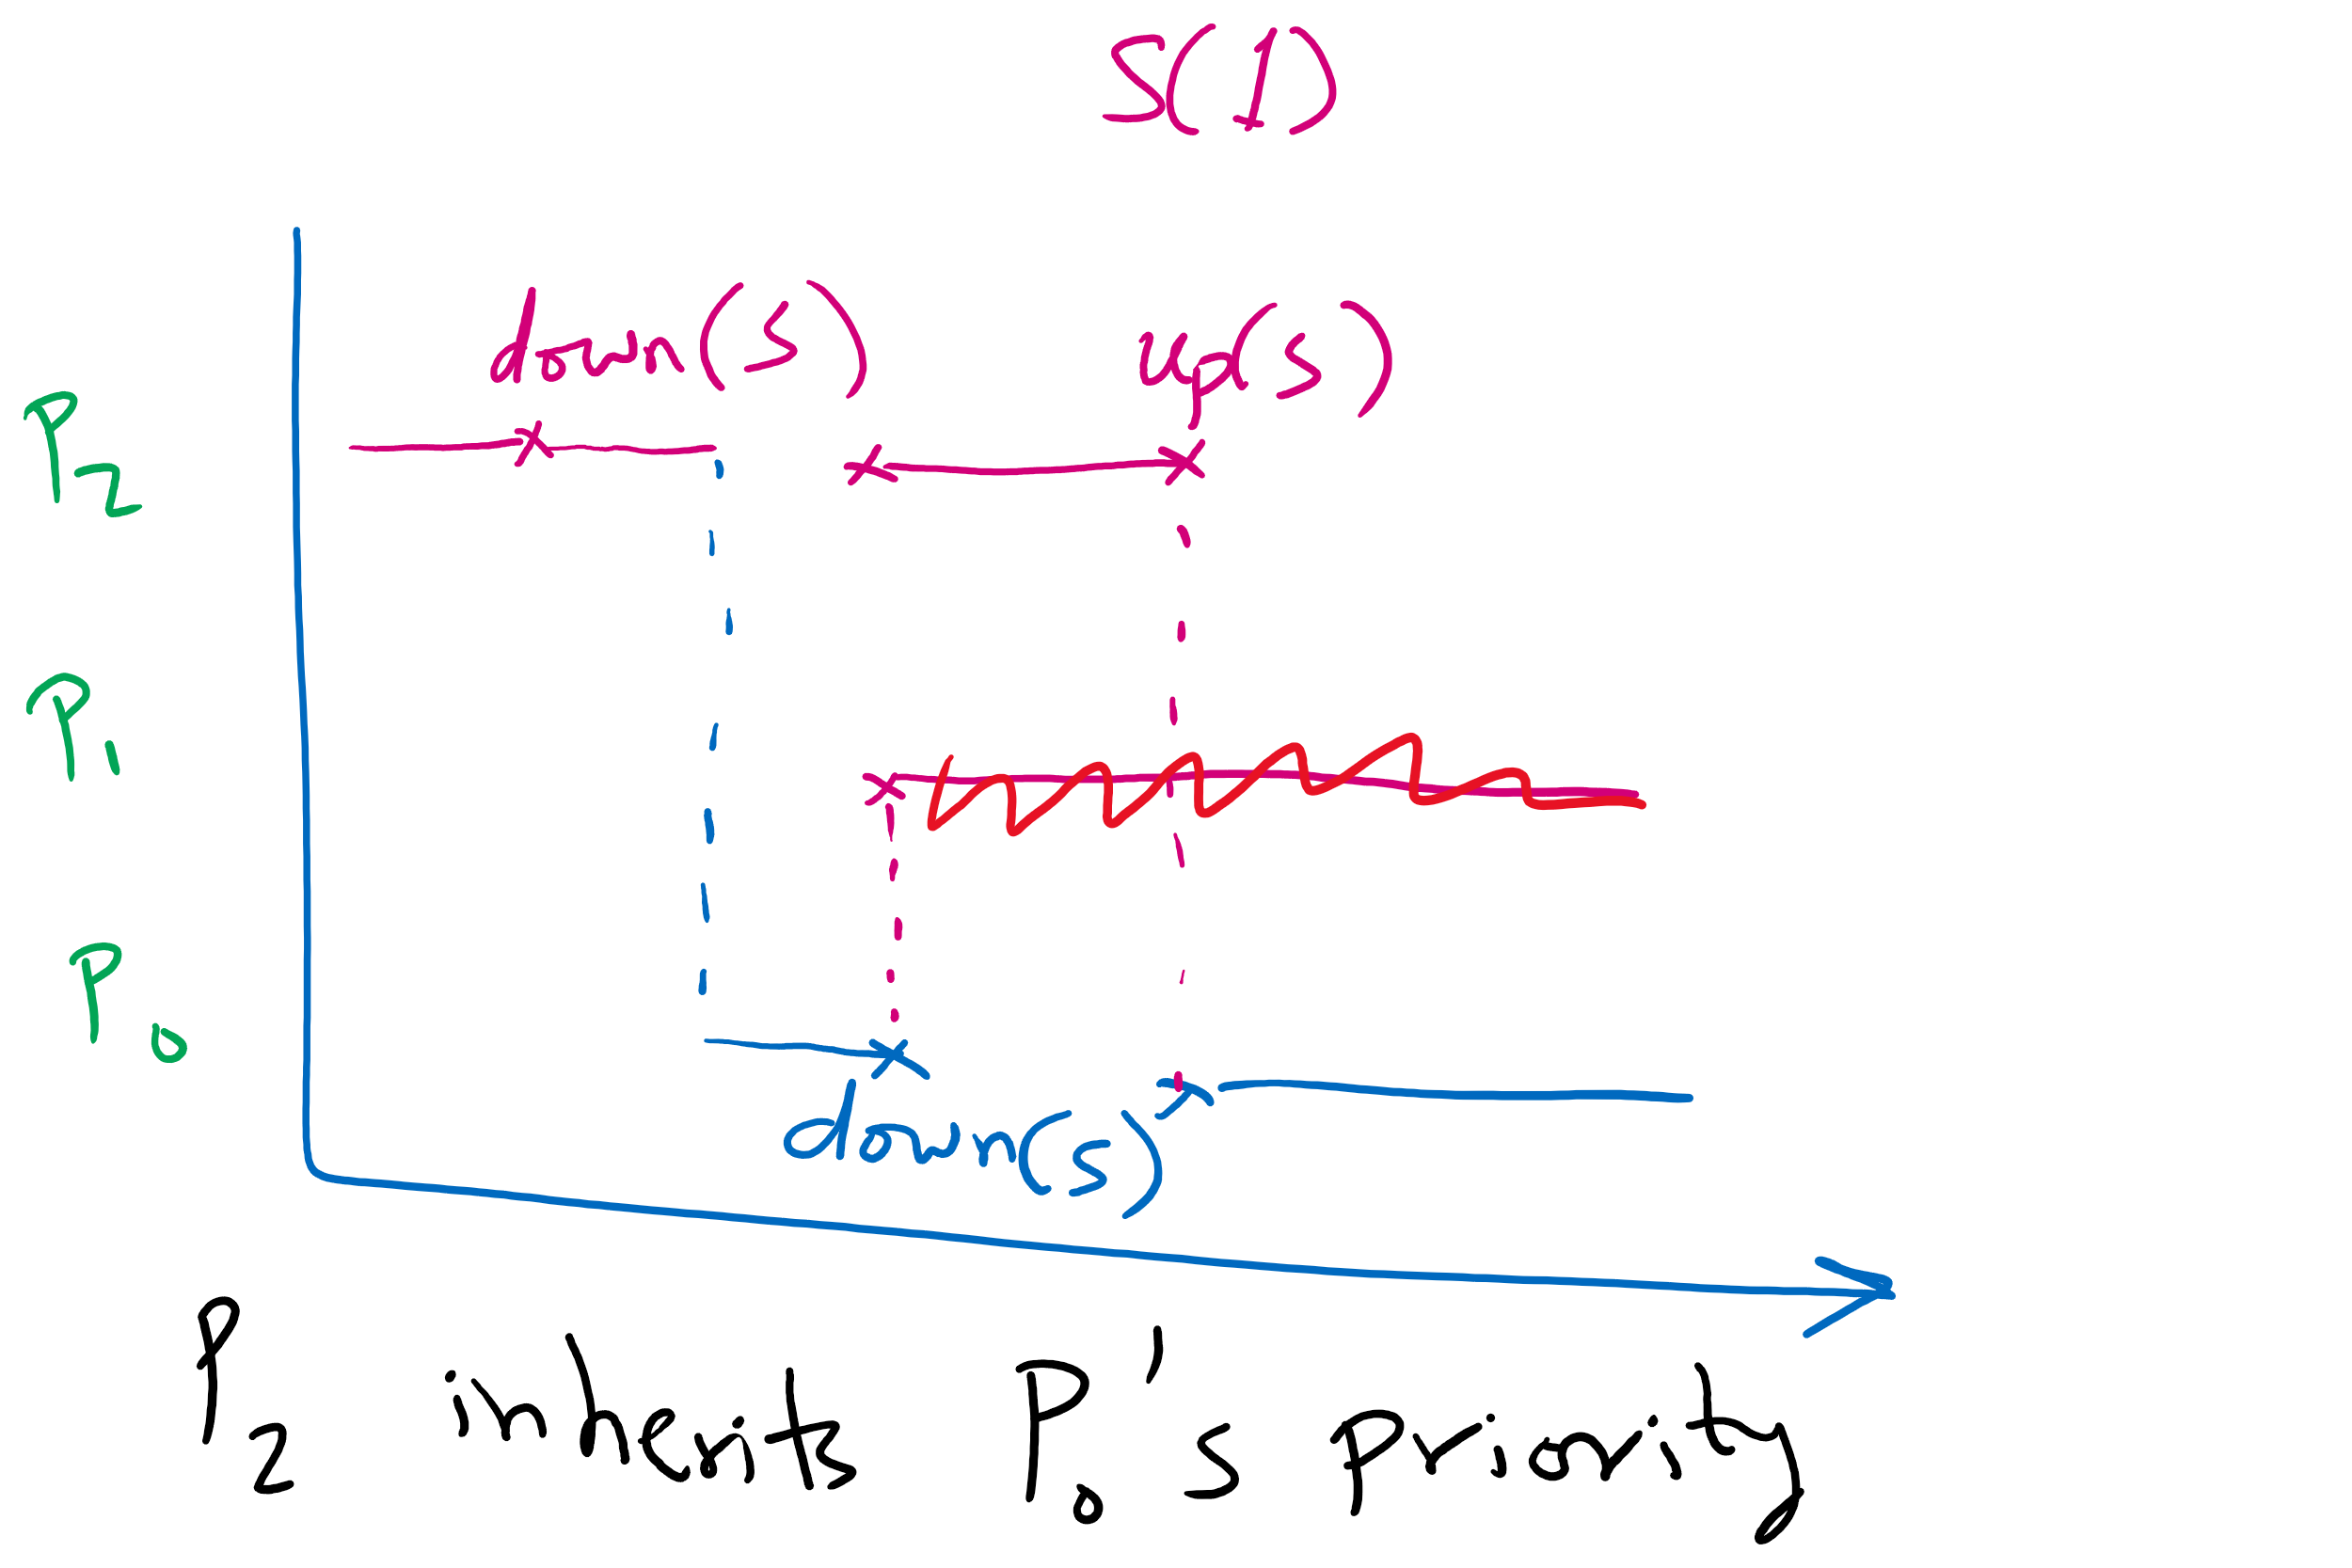 S(1)
down(s) up(s)
P2
P1
P0
down(s)
P2 inherits P0's priority